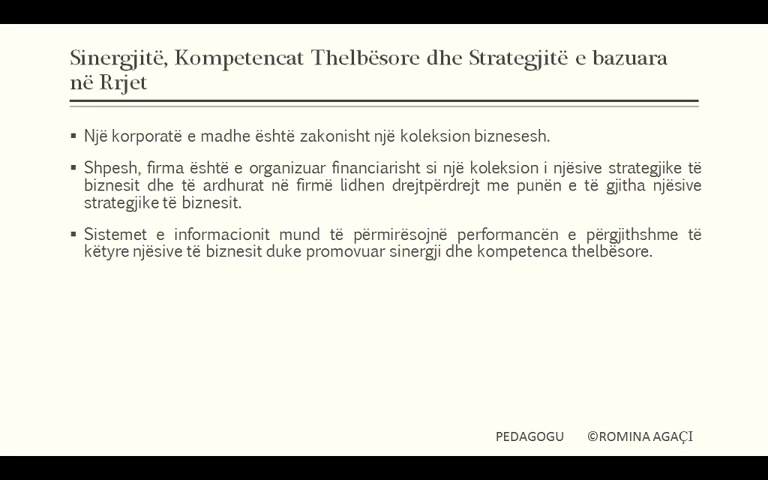 Sinergjitë, Kompetencat Thelbësore dhe Strategjitë e bazuara
në Rrjet
▪ Një korporatë e madhe është zakonisht një koleksion biznesesh.
▪ Shpesh, firma është e organizuar financiarisht si një koleksion i njësive strategjike të
biznesit dhe të ardhurat në firmë lidhen drejtpërdrejt me punën e të gjitha njësive
strategjike të biznesit.
▪ Sistemet e informacionit mund të përmirësojnë performancën e përgjithshme të
këtyre njësive të biznesit duke promovuar sinergji dhe kompetenca thelbësore.
PEDAGOGU ©ROMINA AGAÇI